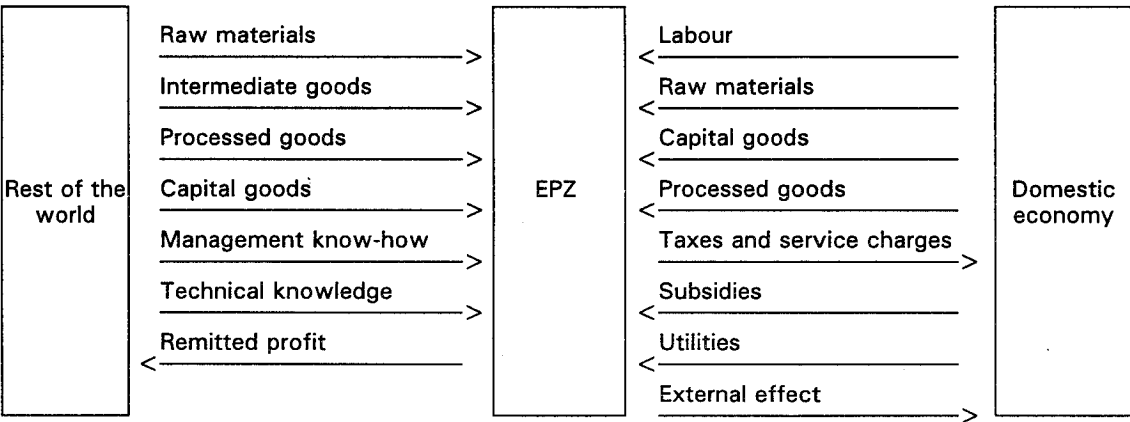 Rest of the
world
Raw materials
Intermediate goods
Processed goods
Capital goods
Management know-how
Technical knowledge
Remitted profit
EPZ
Labour
Raw materials
Capital goods
Processed goods
Taxes and service charges
Subsidies
Utilities
External effect
Domestic
economy